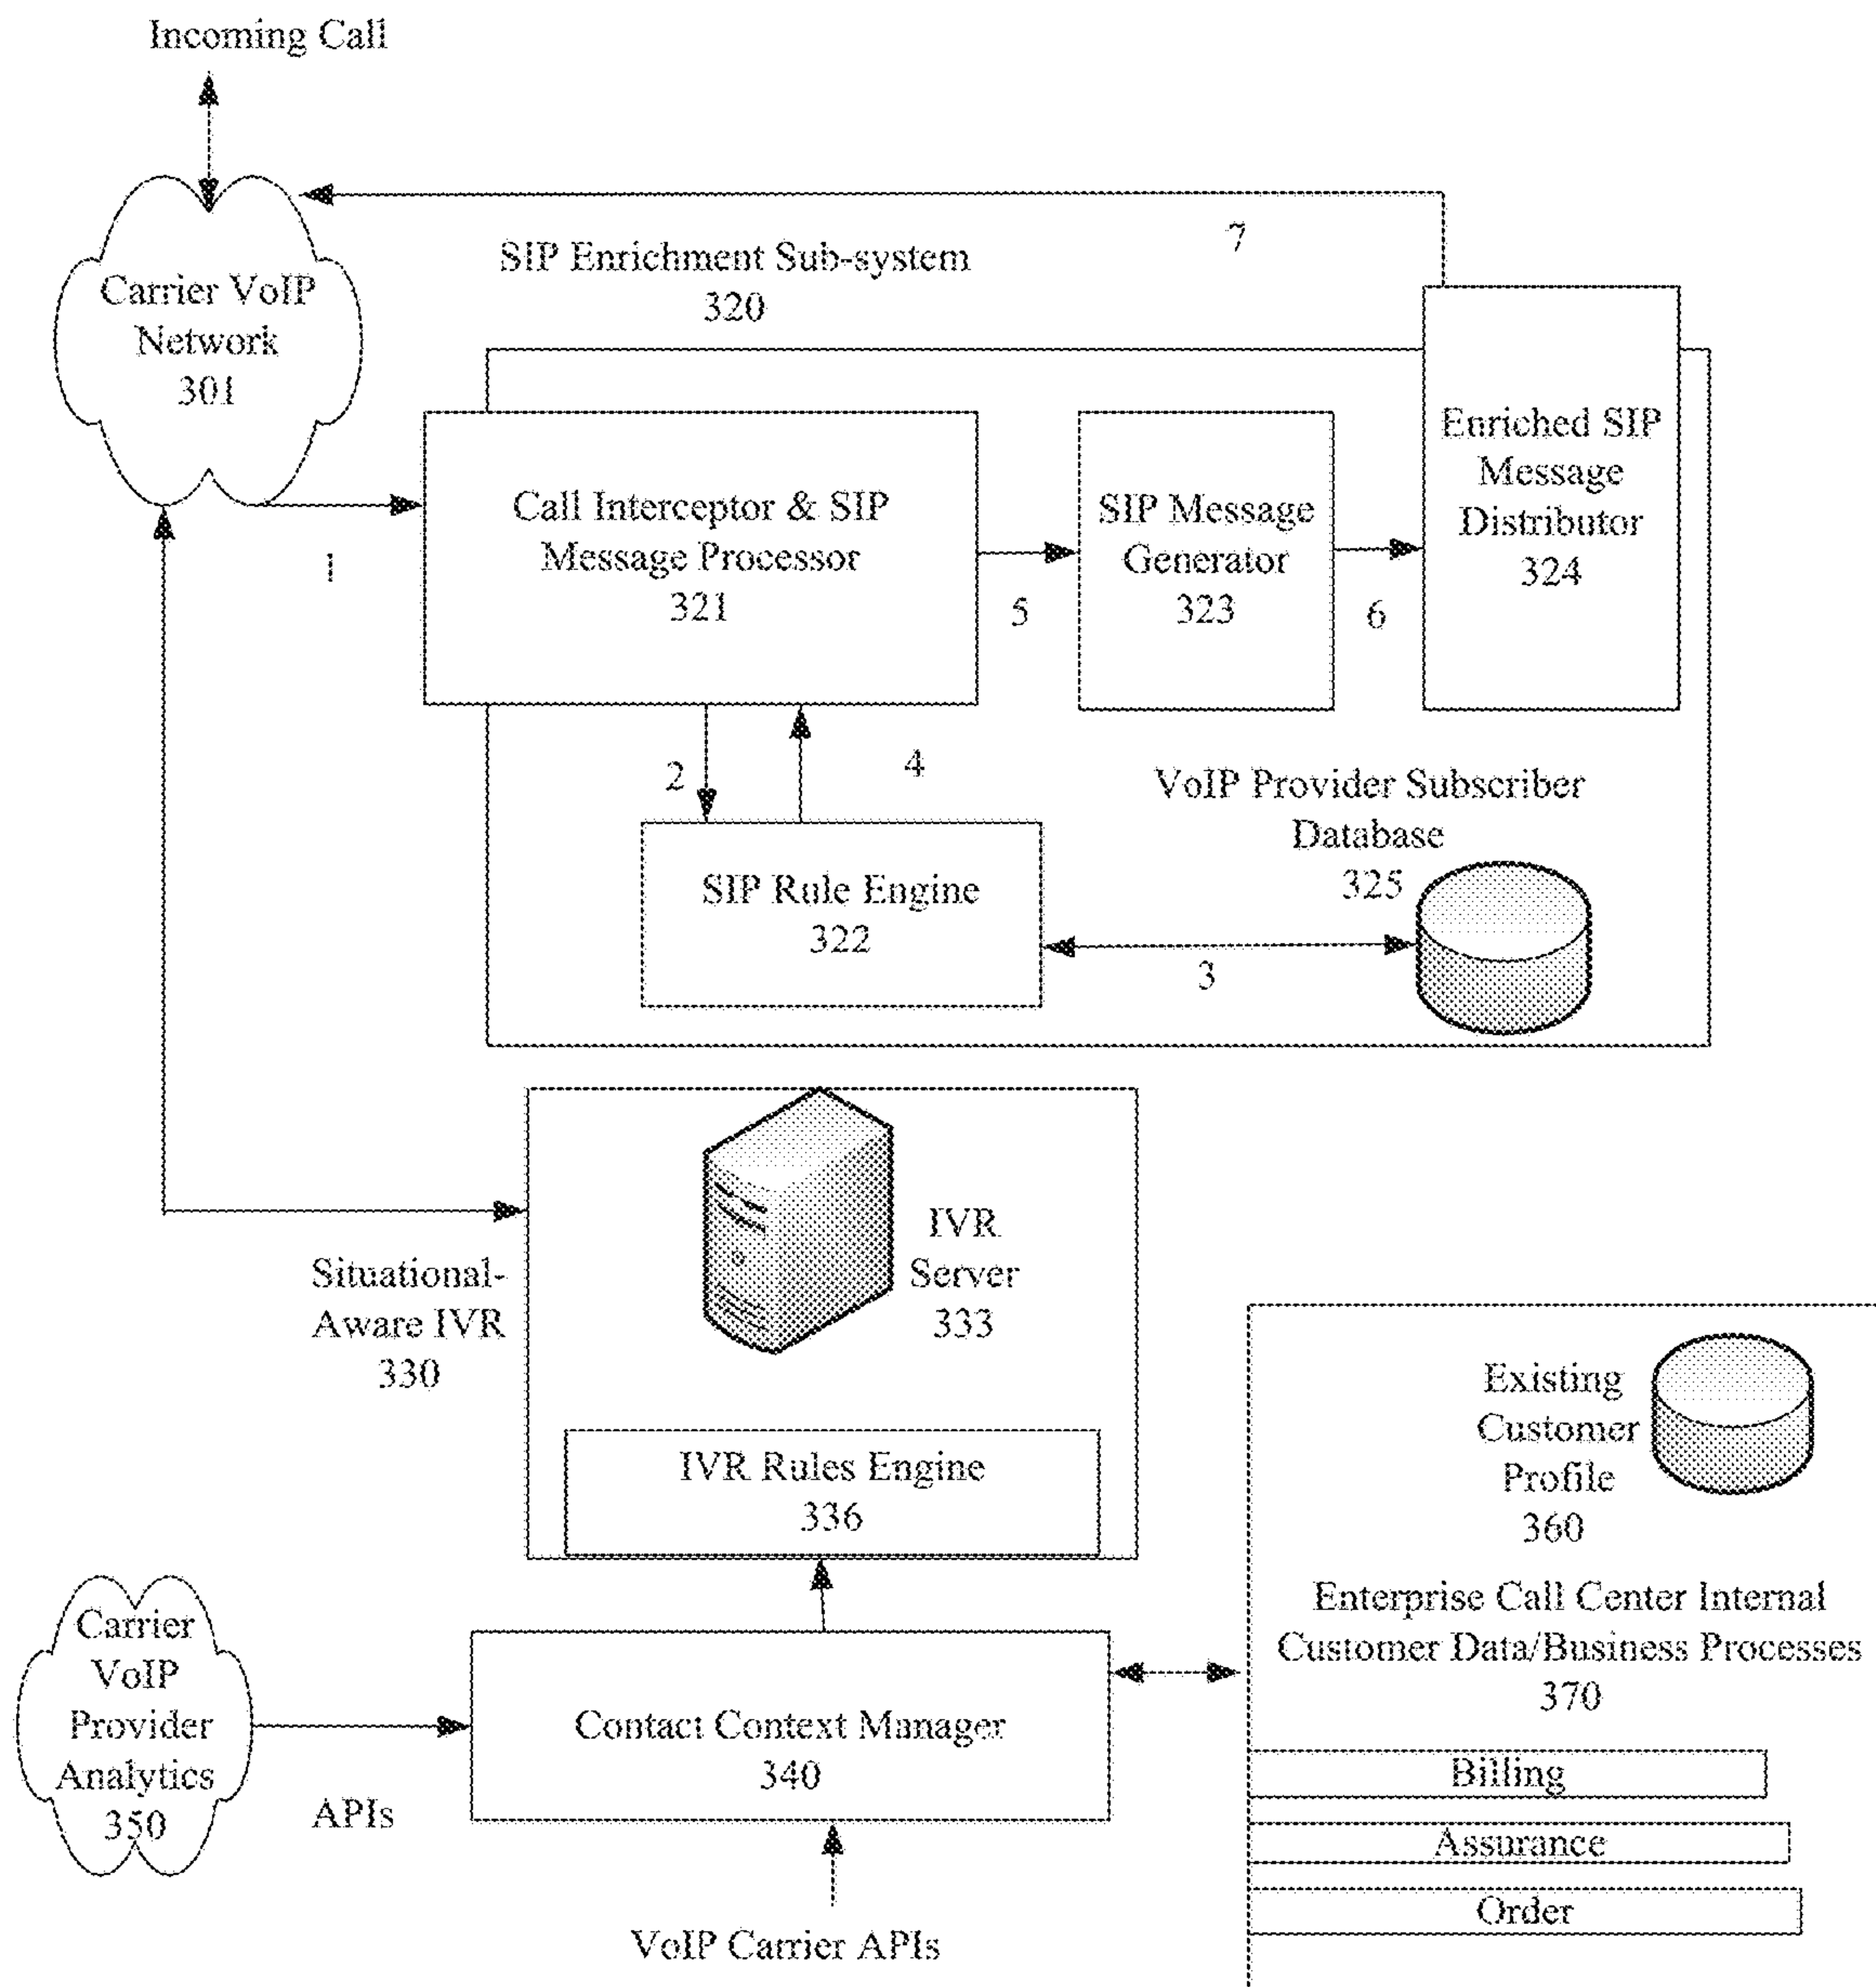 Incoming Call
7
SIP Enrichment Sub-system
320
Carrier VoIP
Network
301
Enriched SIP
Message
Distributor
324
Call Interceptor & SIP
Message Processor
321
SIP Message
Generator
323
1
5
6
2
4
VoIP Provider Subscriber
Database
325
SIP Rule Engine
322
3
IVR
Server
333
Situational-
Aware IVR
330
Existing
Customer
Profile
360
IVR Rules Engine
336
Enterprise Call Center Internal
Customer Data/Business Processes
370
Carrier
VoIP
Provider
Analytics
350
APIs
Contact Context Manager
340
Billing
Assurance
Order
VoIP Carrier APIs